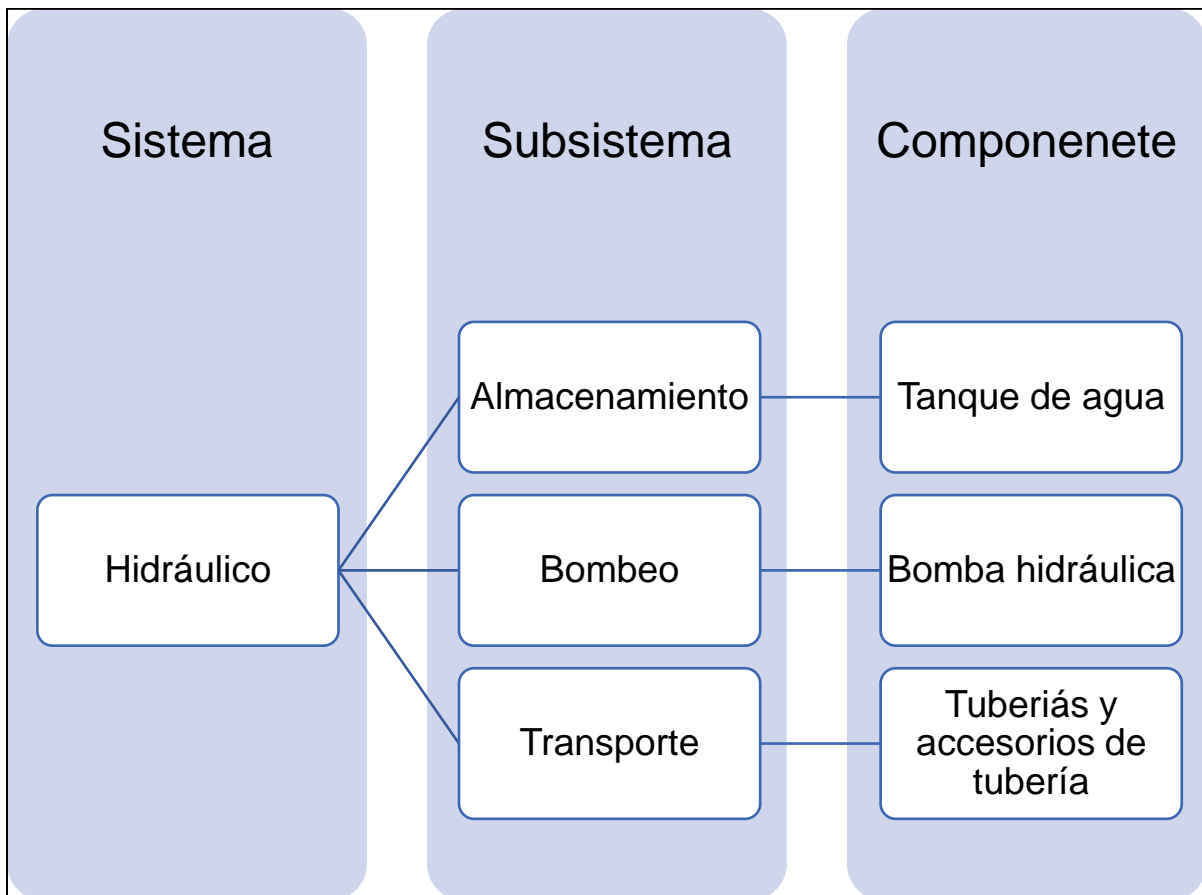 Sistema
Subsistema
Componenete
Almacenamiento
Tanque de agua
Hidráulico
Bombeo
Bomba hidráulica
Transporte
Tuberiás y
accesorios de
tubería